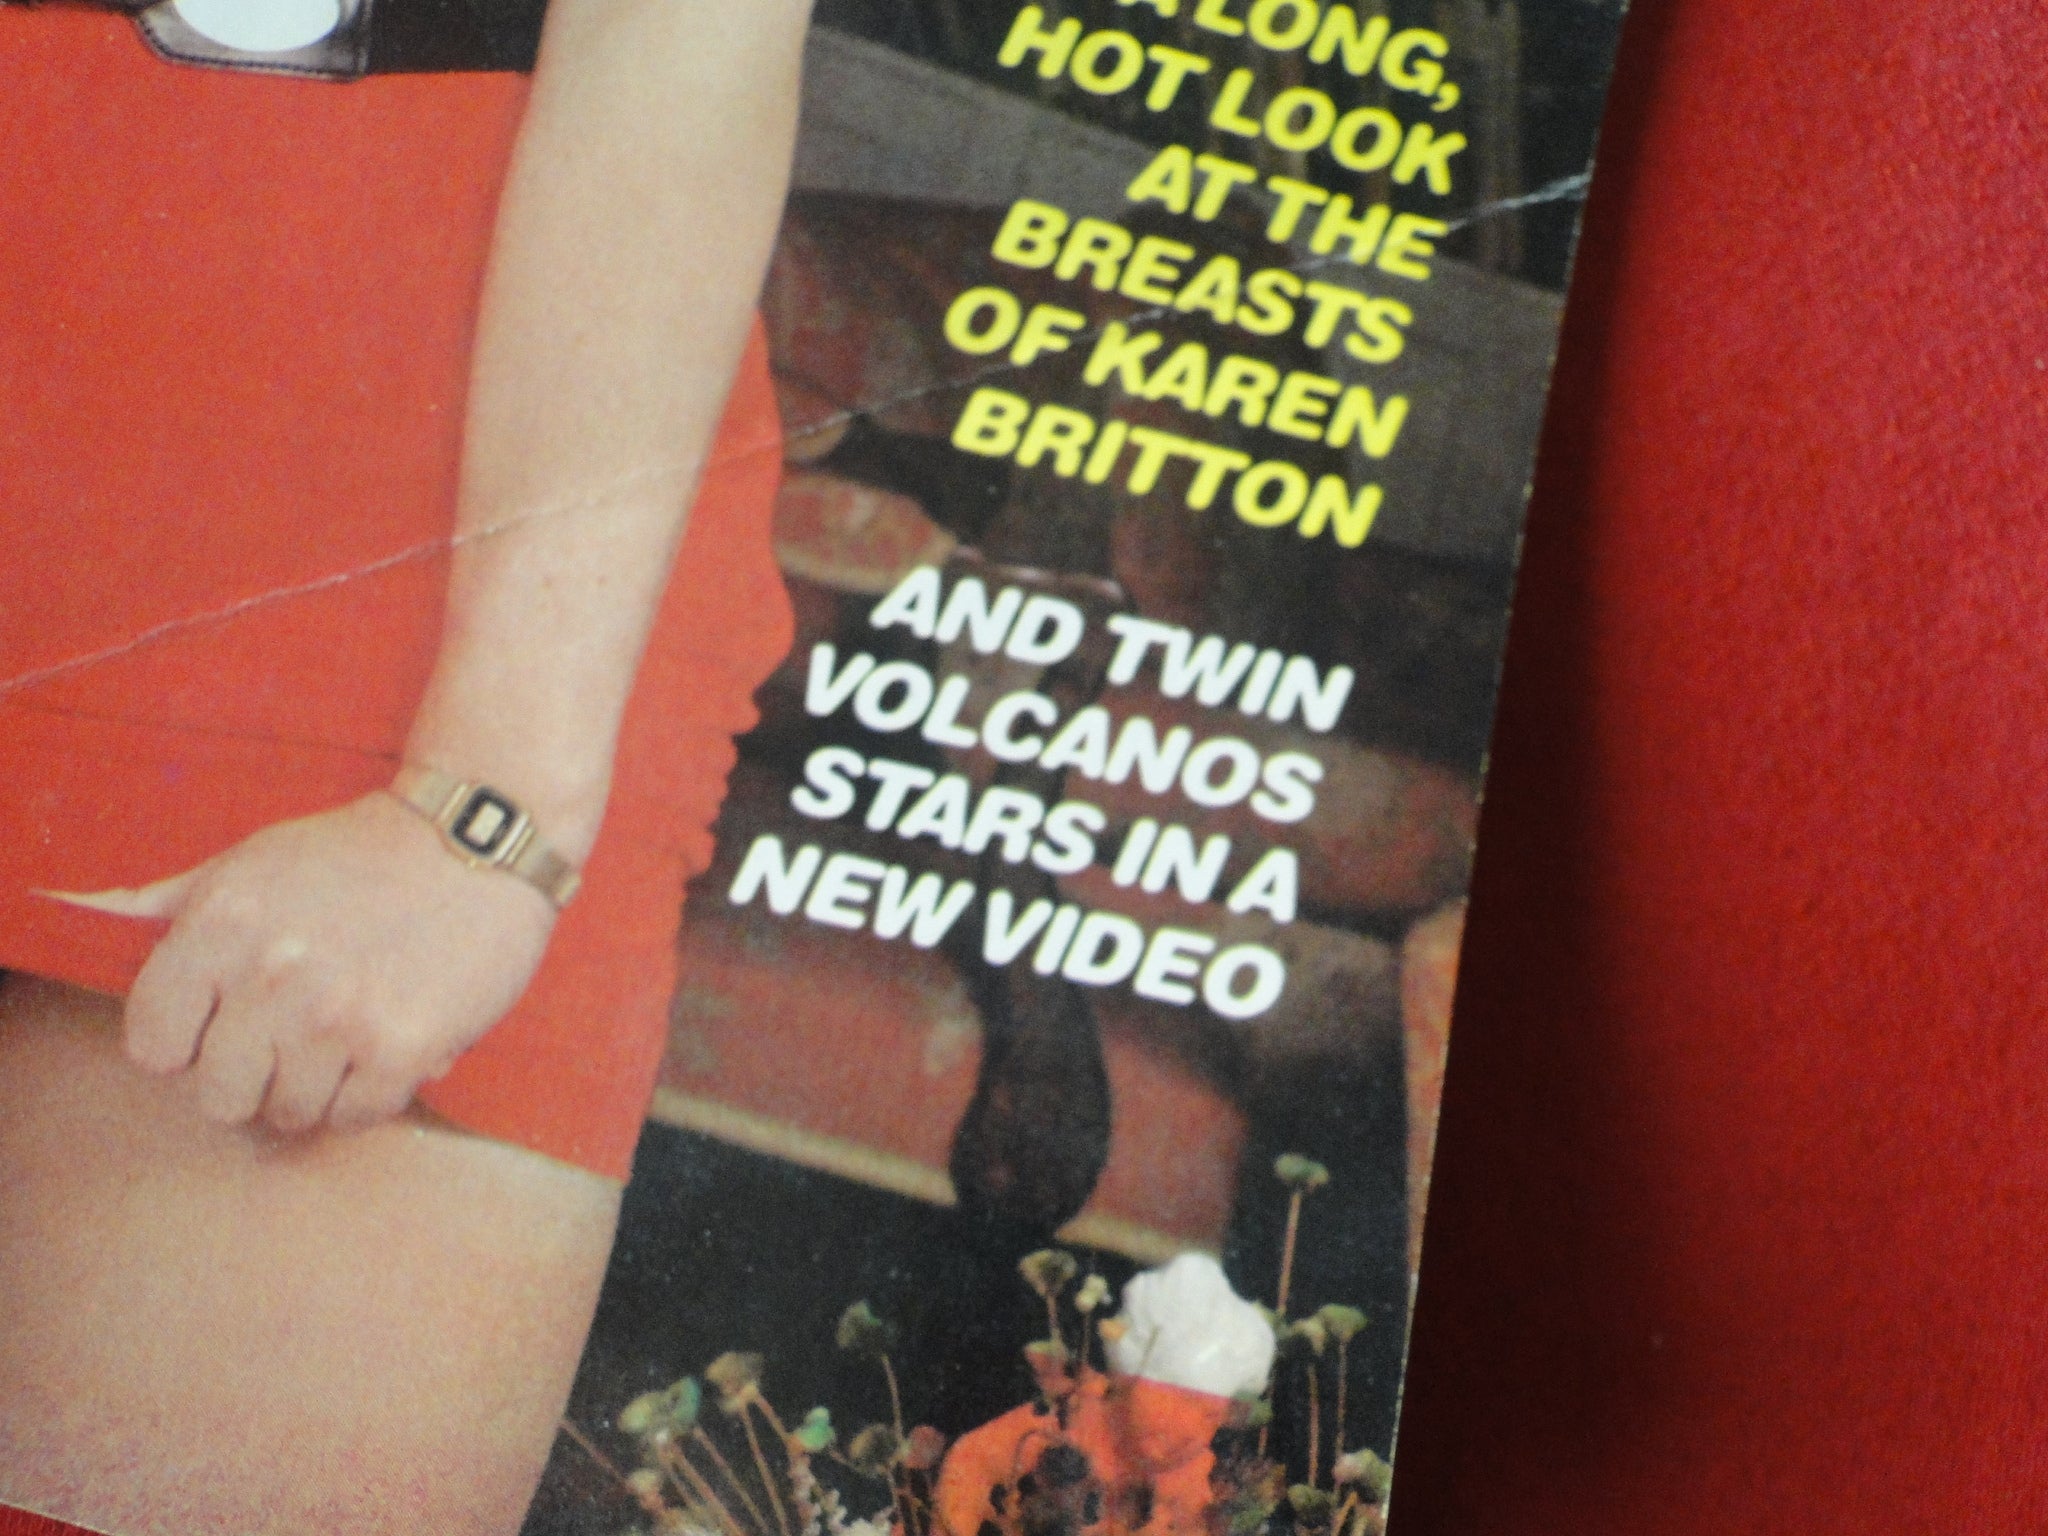 A LONG,
HOT LOOK
AT THE
BREASTS
OF KAREN
BRITTON
AND TWIN
VOLCANOS
STARS IN A
NEW VIDEO